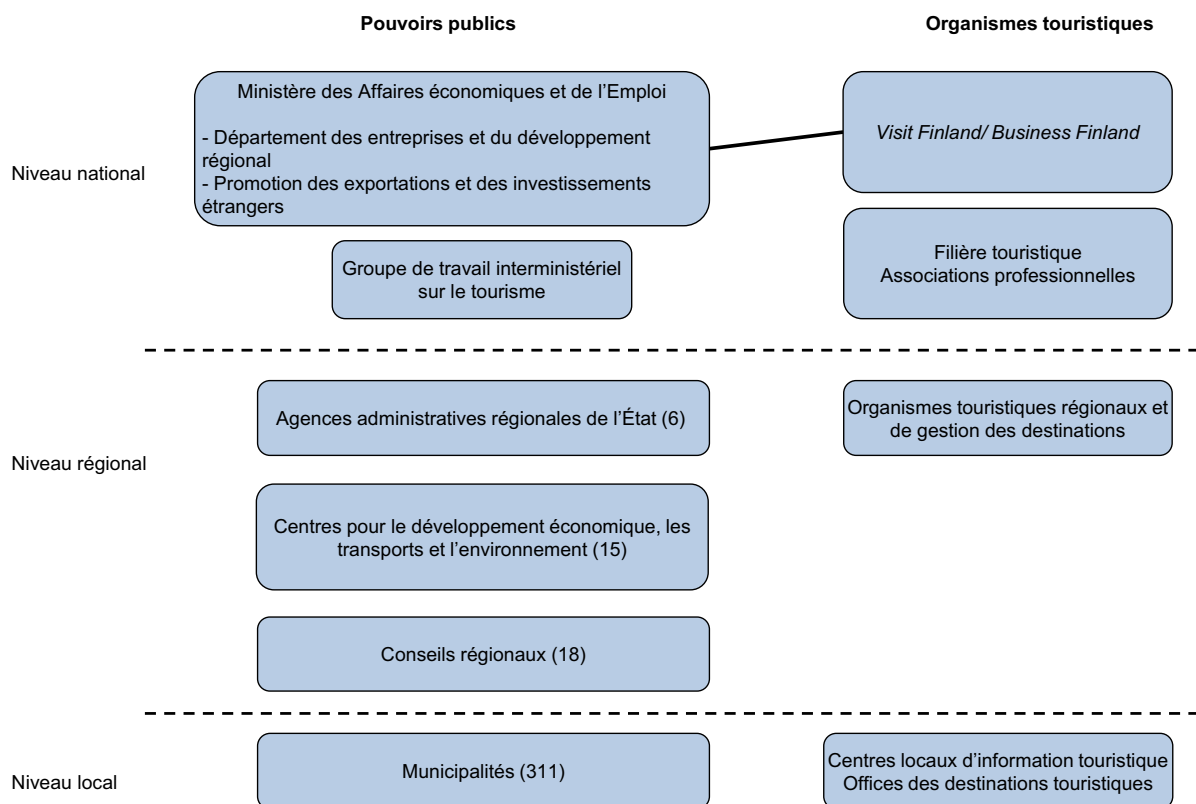 Pouvoirs publics
Organismes touristiques
Niveau national
Ministère des Affaires économiques et de l’Emploi
- Département des entreprises et du développement
régional
- Promotion des exportations et des investissements
étrangers
Visit Finland/ Business Finland
Groupe de travail interministériel
sur le tourisme
Filière touristique
Associations professionnelles
Niveau régional
Agences administratives régionales de l’État (6)
Organismes touristiques régionaux et
de gestion des destinations
Centres pour le développement économique, les
transports et l’environnement (15)
Conseils régionaux (18)
Niveau local
Municipalités (311)
Centres locaux d’information touristique
Offices des destinations touristiques